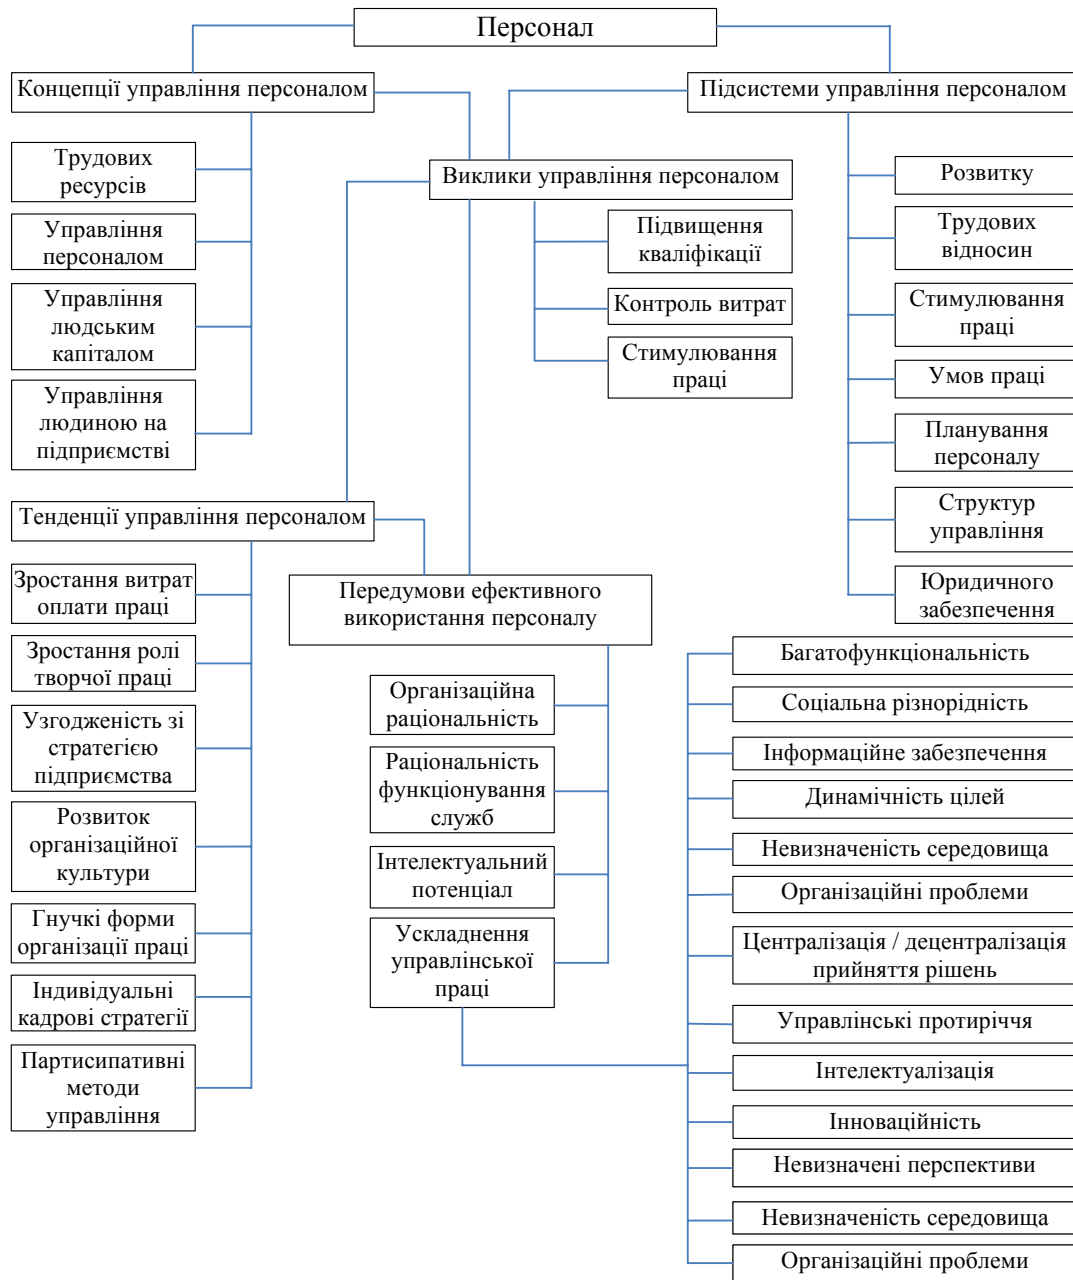 Персонал
Концепції управління персоналом
Підсистеми управління персоналом
Трудових
ресурсів
Управління
персоналом
Управління
людським
капіталом
Управління
людиною на
підприємстві
Виклики управління персоналом
Підвищення
кваліфікації
Контроль витрат
Стимулювання
праці
Розвитку
Трудових
відносин
Стимулювання
праці
Умов праці
Планування
персоналу
Структур
управління
Юридичного
забезпечення
Тенденції управління персоналом
Зростання витрат
оплати праці
Зростання ролі
творчої праці
Узгодженість зі
стратегією
підприємства
Розвиток
організаційної
культури
Гнучкі форми
організації праці
Індивідуальні
кадрові стратегії
Партисипативні
методи
управління
Передумови ефективного
використання персоналу
Організаційна
раціональність
Раціональність
функціонування
служб
Інтелектуальний
потенціал
Ускладнення
управлінської
праці
Багатофункціональність
Соціальна різнорідність
Інформаційне забезпечення
Динамічність цілей
Невизначеність середовища
Організаційні проблеми
Централізація / децентралізація
прийняття рішень
Управлінські протиріччя
Інтелектуалізація
Інноваційність
Невизначені перспективи
Невизначеність середовища
Організаційні проблеми